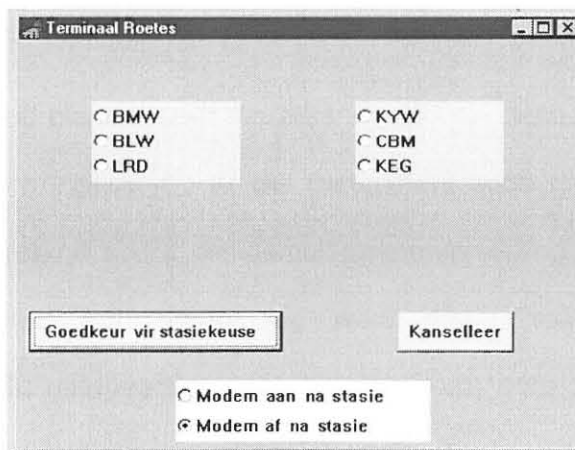 Terminaal Roetes
BMW
BLW
LRD
KYW
CBM
KEG
Goedkeur vir stasiekeuse
Kanselleer
Modem aan na stasie
Modem af na stasie